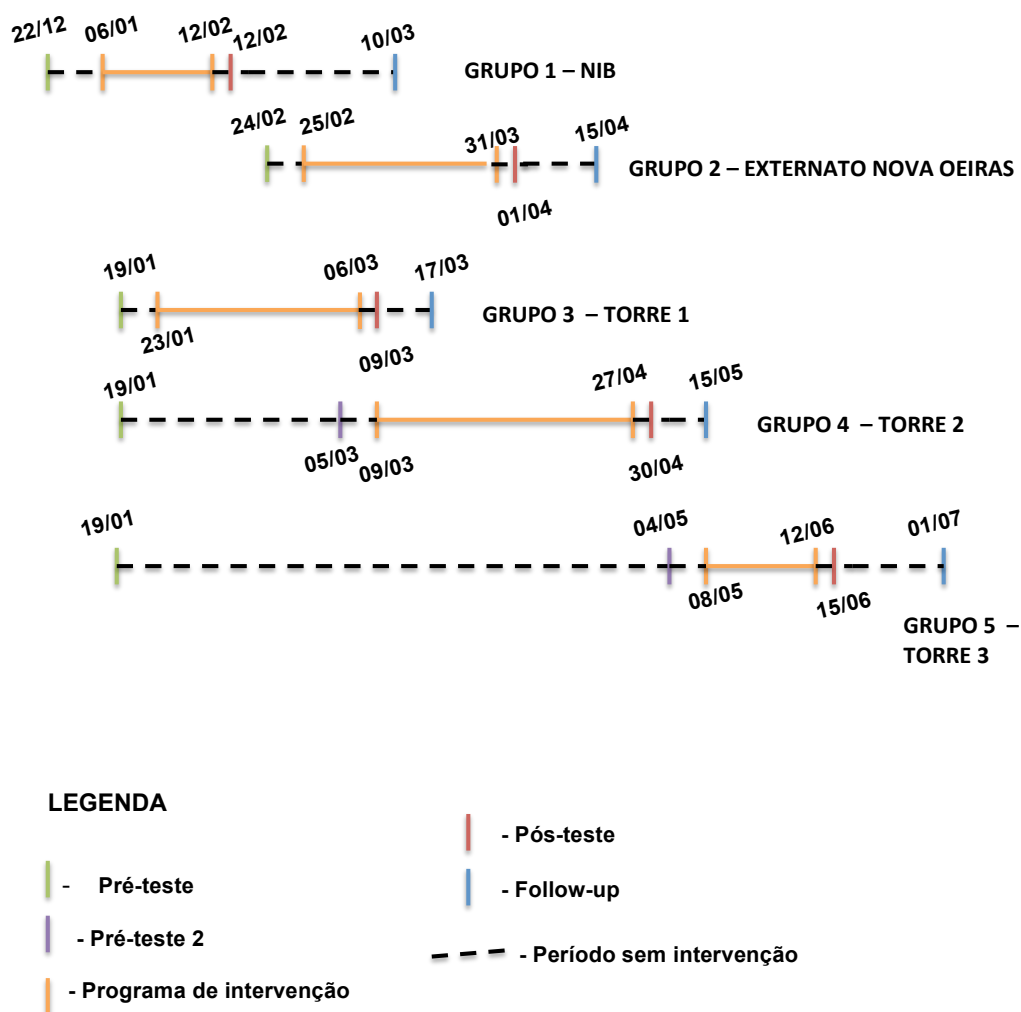 22/12 06/01 12/02 12/02 10/03
GRUPO 1 – NIB
24/02 25/02 31/03 15/04
GRUPO 2 – EXTERNATO NOVA OEIRAS
01/04
19/01 06/03 17/03
GRUPO 3 – TORRE 1
23/01 09/03
19/01 27/04 15/05
GRUPO 4 – TORRE 2
05/03 09/03 30/04
19/01 04/05 12/06 01/07
08/05 15/06
GRUPO 5 –
TORRE 3
LEGENDA
- Pré-teste
- Pré-teste 2
- Programa de intervenção
- Pós-teste
- Follow-up
- Período sem intervenção